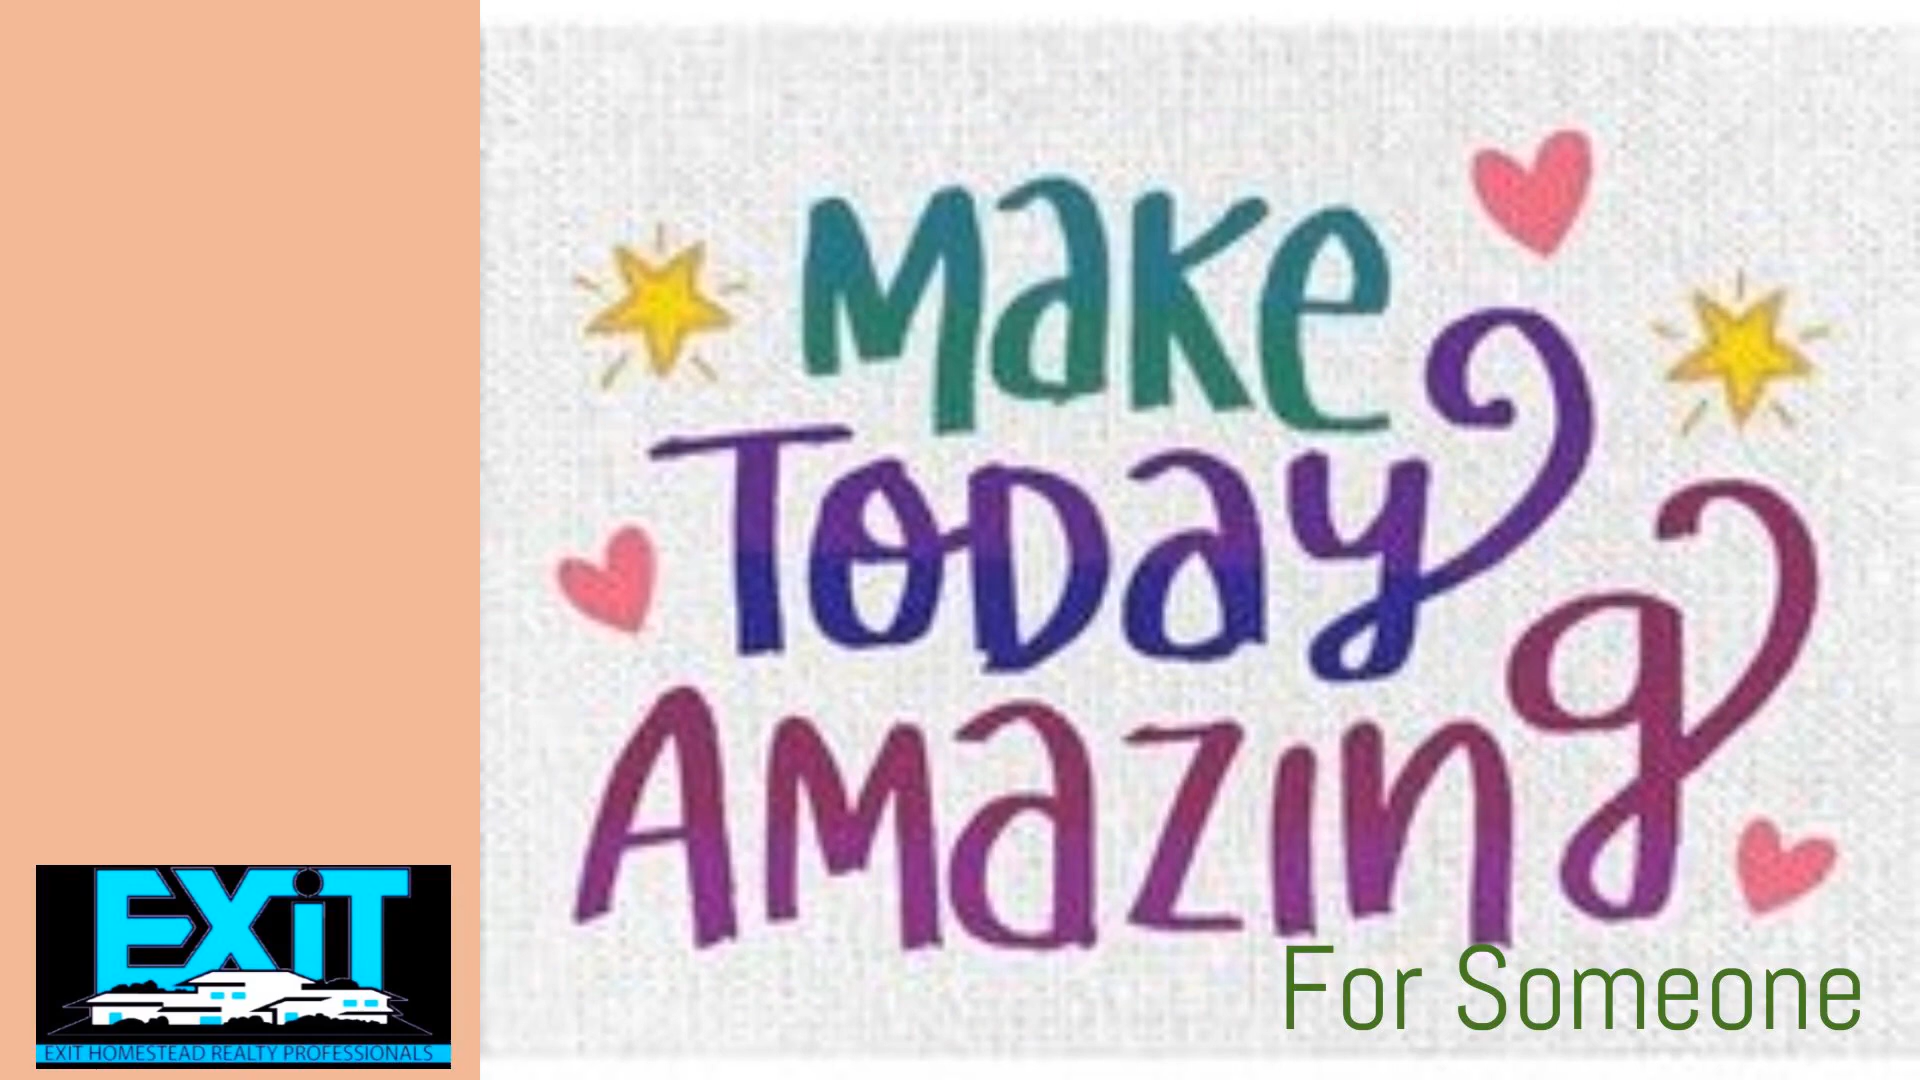 Make
Today
Amazing
For Someone
EXiT
EXIT HOMESTEAD REALTY PROFESSIONALS